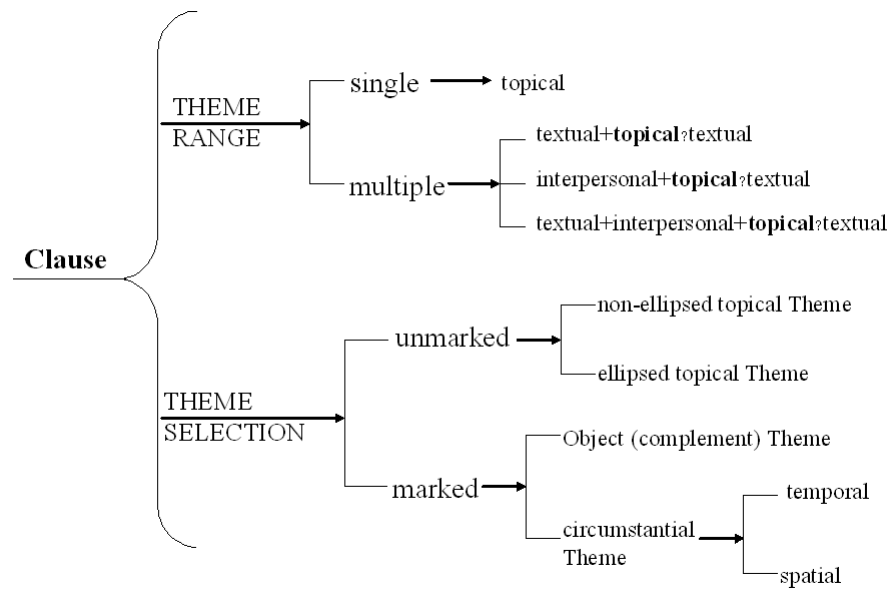 single
topical
THEME
RANGE
textual+topical?textual
multiple
interpersonal+topical?textual
textual+interpersonal+topical?textual
Clause
unmarked
non-ellipsed topical Theme
ellipsed topical Theme
THEME
SELECTION
Object (complement) Theme
marked
temporal
circumstantial
Theme
spatial